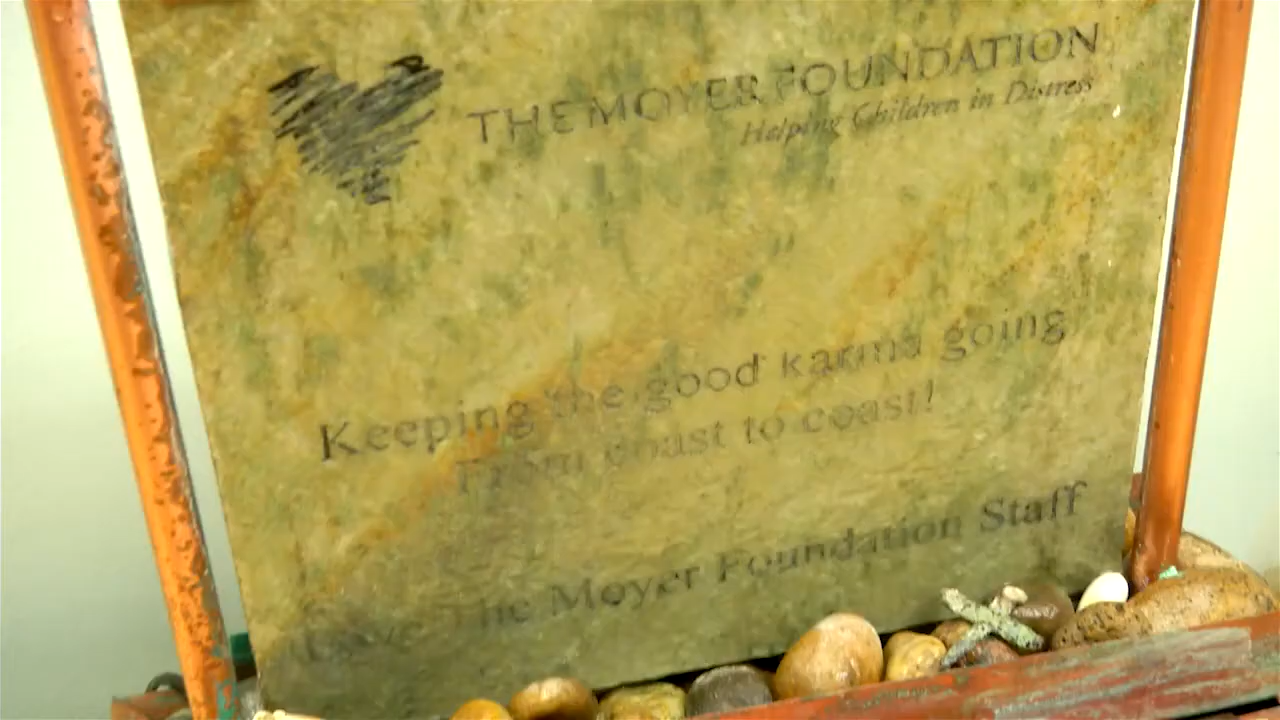 THE MOYER FOUNDATION
Helping Children in Distress
Keeping the good karma going
From coast to coast!
Love, The Moyer Foundation Staff